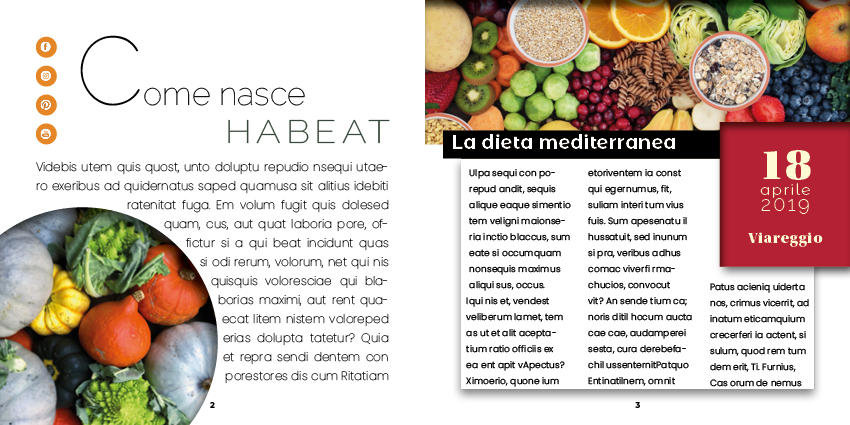 Come nasce
HABEAT
Videbis utem quis quost, unto doluptu repudio nsequi utae-
ro exeribus ad quidernatus saped quamusa sit alitius idebiti
ratenitat fuga. Em volum fugit quis dolesed
quam, cus, aut quat laboria pore, of-
fictur si a qui beat incidunt quas
si odi rerum, volorum, net qui nis
quisquis voloresciae qui bla-
borias maximi, aut rent qua-
ecat litem nistem voloreped
erias dolupta tatetur? Quia
et repra sendi dentem con
porestores dis cum Ritatiam
2
La dieta mediterranea
Ulpa sequi con po-
repud andit, sequis
alique eaque simentio
tem veligni maionse-
ria inctio blaccus, sum
eate si occumquam
nonsequis maximus
aliqui sus, occus.
Iqui nis et, vendest
veliberum lamet, tem
as ut et alit acepta-
tium ratio officiis ex
ea ent apit vApectus?
Ximoerio, quone ium
etoriventem ia const
qui egernumus, fit,
suliam interi tum vius
fuis. Sum apesenatu il
hussatuit, sed inunum
si pra, veribus adhus
comac viverfirma-
chucios, convocut
vit? An sende tium ca;
noris ditil hocum aucta
cae cae, audamperei
sesta, cura derebefa-
chil ussenternitPatquo
Entinatilnem, omnit
18
aprile
2019
Viareggio
Patus acieniq uiderta
nos, crimus vicerrit, ad
inatum eticamquium
crecerferi ia actent, si
sulum, quod rem tum
dem erit, Ti. Furnius,
Cas orum de nemus
3